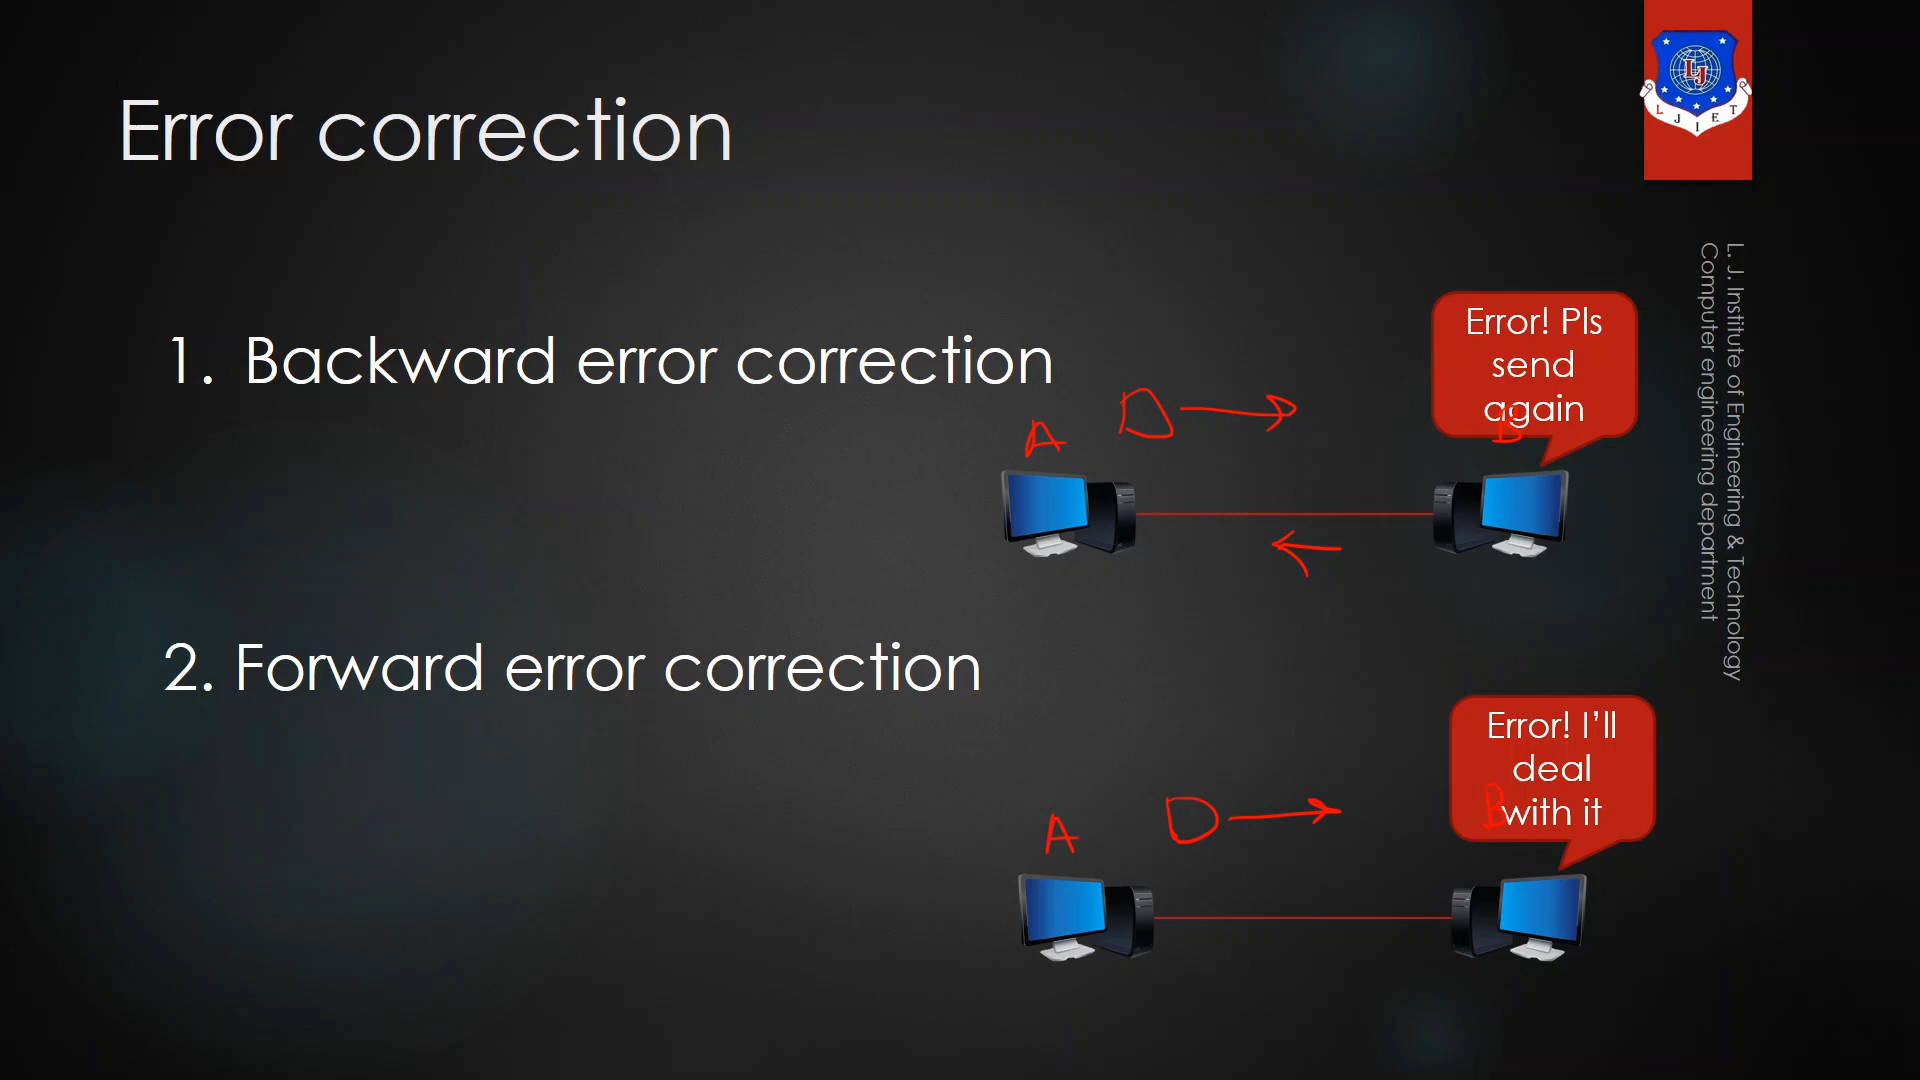 Error correction
LJ
L J I E T
L. J. Institute of Engineering & Technology
Computer engineering department
1. Backward error correction
Error! Pls
send
again
A
D
B
2. Forward error correction
Error! I'll
deal
with it
A
D
B